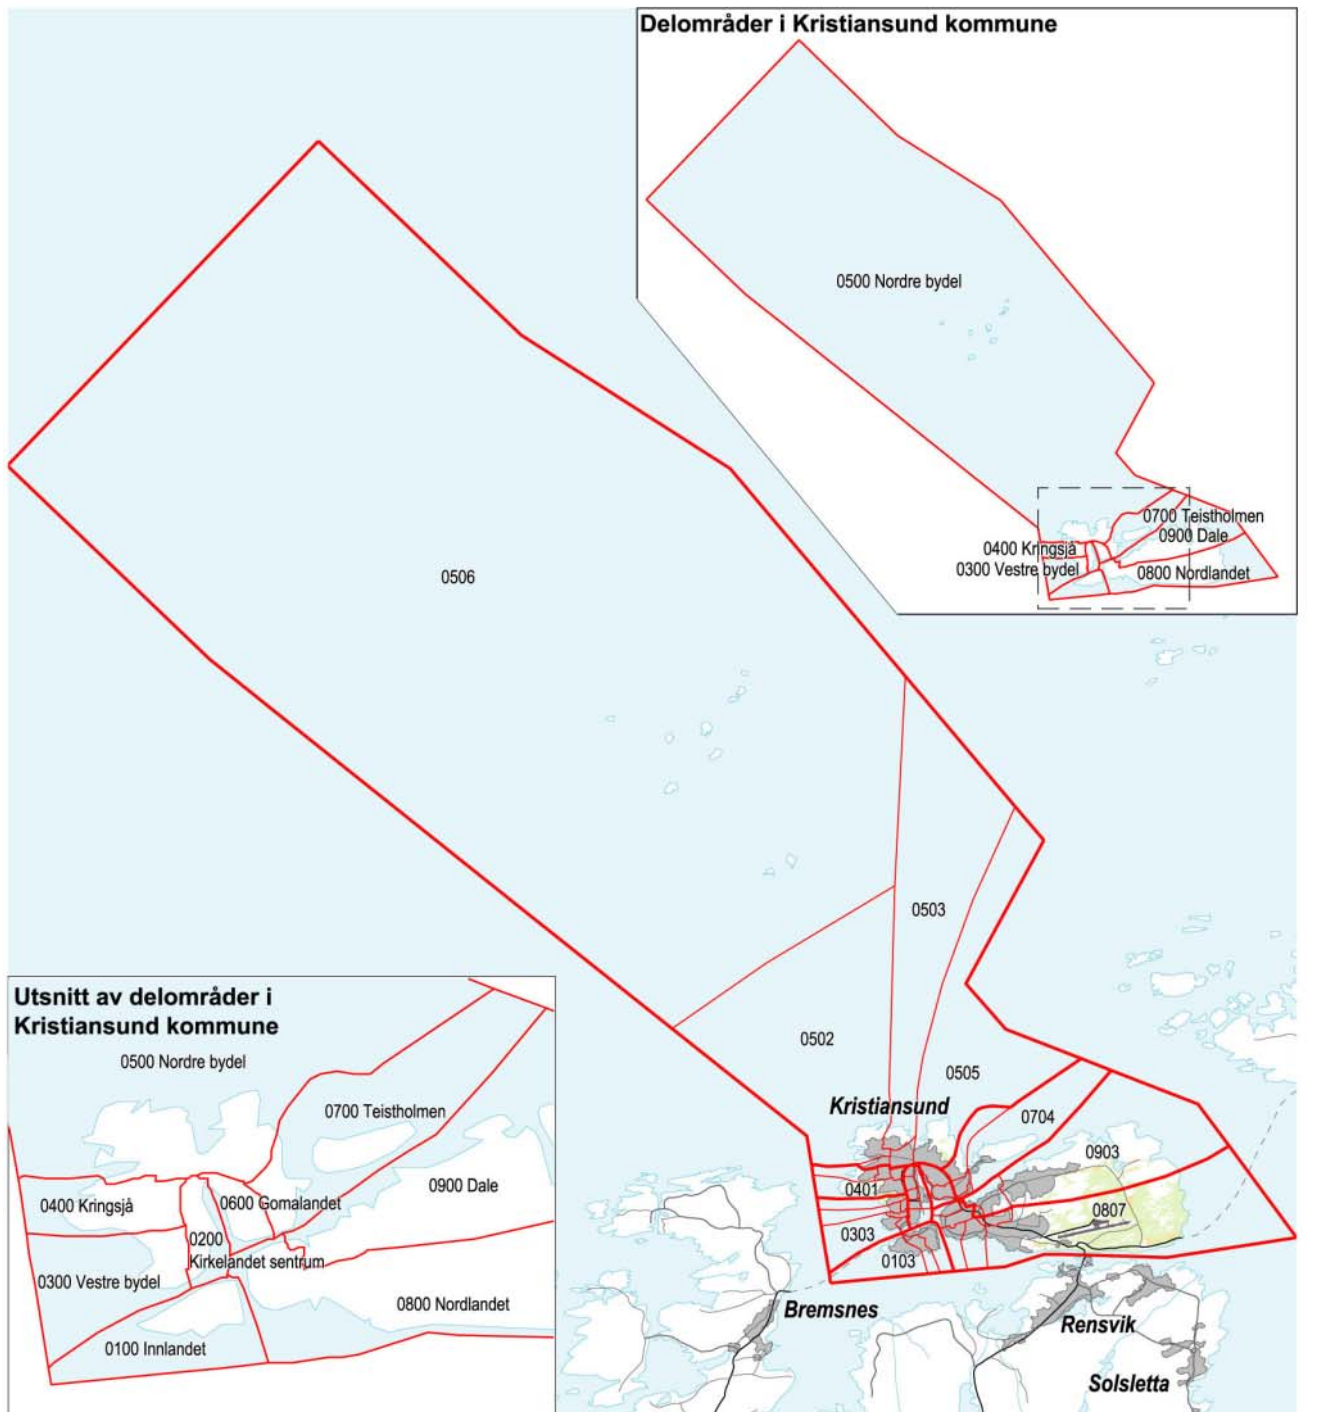 Delområder i Kristiansund kommune
0500 Nordre bydel
0700 Teistholmen
0900 Dale
0400 Kringsjå
0300 Vestre bydel
0800 Nordlandet
0506
0503
0502
0505
Kristiansund
0704
0903
0401
0807
0303
0103
Bremsnes
Rensvik
Solsletta
Utsnitt av delområder i
Kristiansund kommune
0500 Nordre bydel
0700 Teistholmen
0900 Dale
0400 Kringsjå
0600 Gomalandet
0200
Kirkelandet sentrum
0300 Vestre bydel
0800 Nordlandet
0100 Innlandet